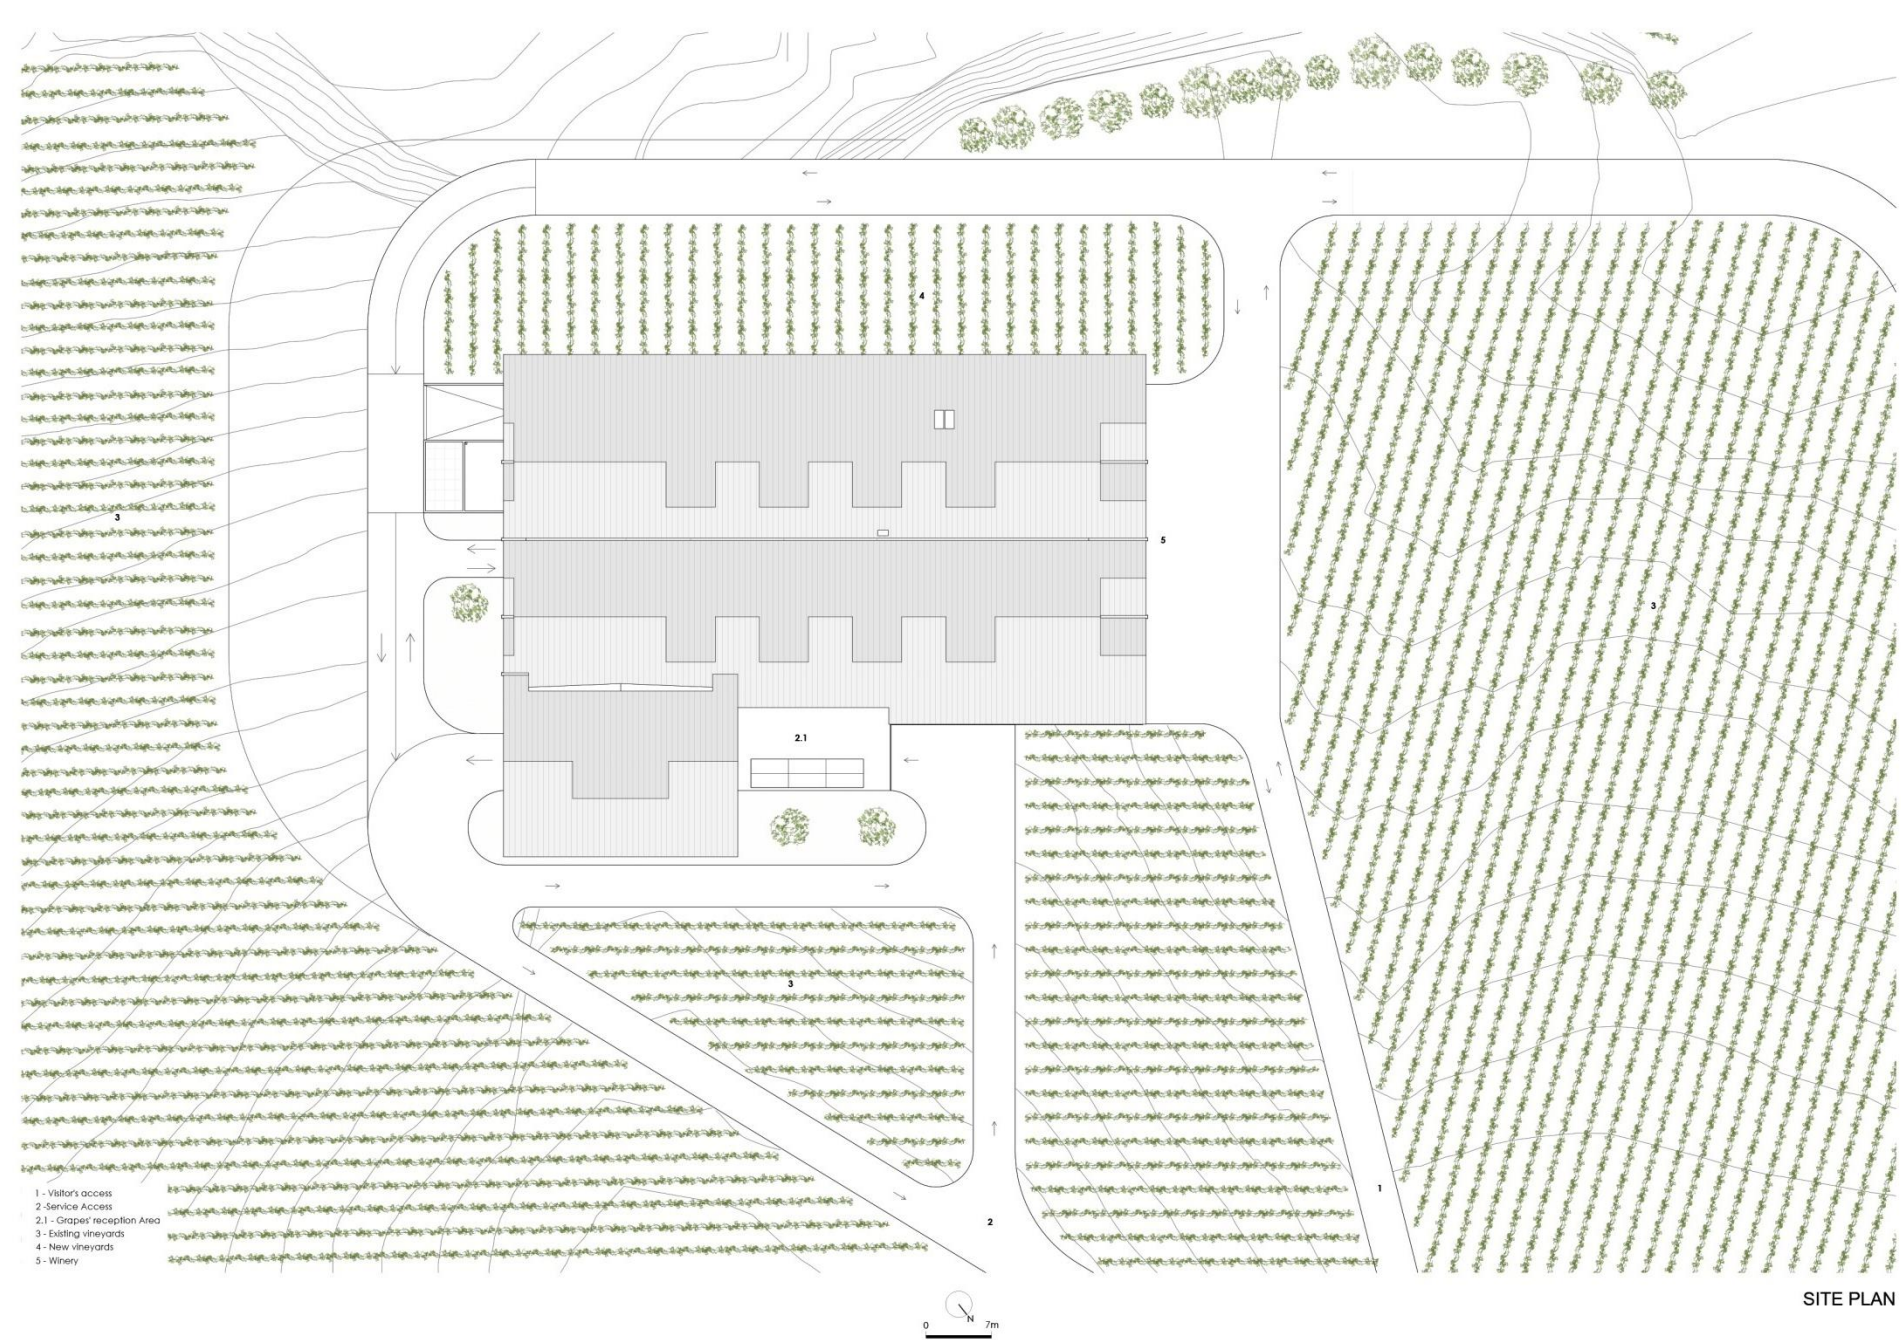 4
3
5
3
2.1
3
1
2
1 - Visitor's access
2 -Service Access
2.1 - Grapes' reception Area
3 - Existing vineyards
4 - New vineyards
5 - Winery
SITE PLAN
N
0 7m